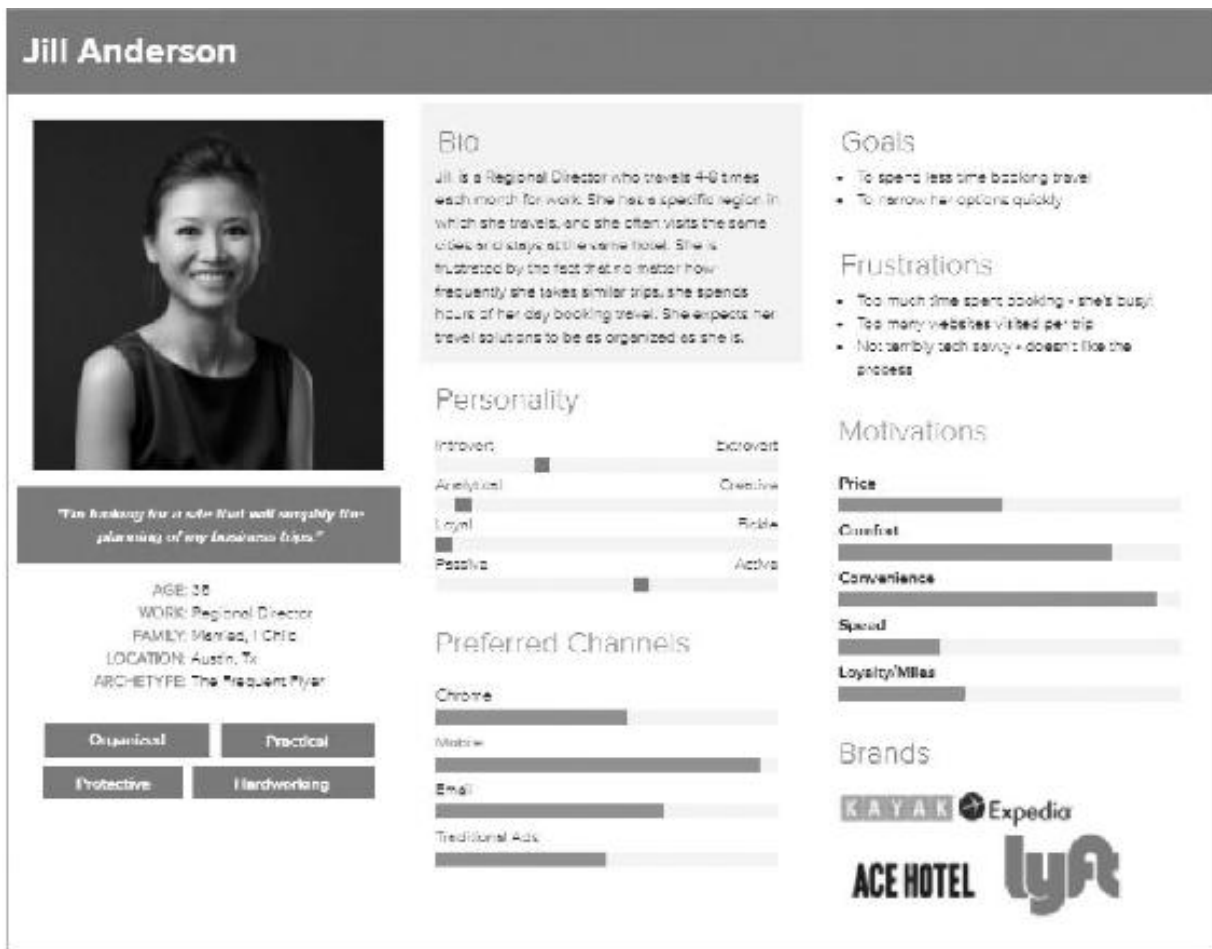 Jill Anderson
"I'm looking for a site that will simplify the
planning of my business trips."
AGE: 38
WORK: Regional Director
FAMILY: Married, 1 Child
LOCATION: Austin, Tx
ARCHETYPE: The Frequent Flyer
Organized
Practical
Protective
Hardworking
Bio
Jill is a Regional Director who travels 4-8 times
each month for work. She has a specific region in
which she travels, and she often visits the same
cities and stays at the same hotel. She is
frustrated by the fact that no matter how
frequently she takes similar trips, she spends
hours of her day booking travel. She expects her
travel solutions to be as organized as she is.
Personality
Introvert Extrovert
Analytical Creative
Loyal Fickle
Passive Active
Preferred Channels
Chrome
Mobile
Email
Traditional Ads
Goals
• To spend less time booking travel
• To narrow her options quickly
Frustrations
• Too much time spent booking - she's busy!
• Too many websites visited per trip
• Not terribly tech savvy - doesn't like the
process
Motivations
Price
Comfort
Convenience
Speed
Loyalty/Miles
Brands
KAYAK Expedia
ACE HOTEL lyft